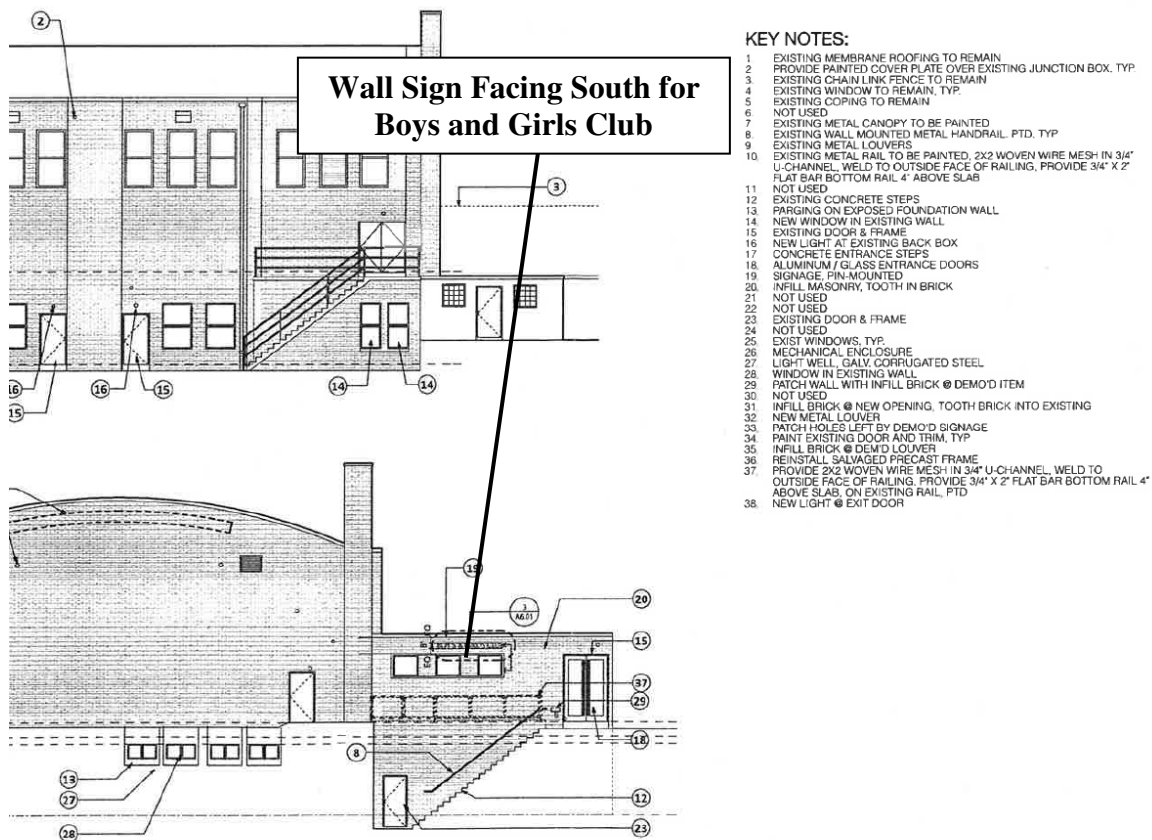 2
Wall Sign Facing South for
Boys and Girls Club
3
16
15
16
15
14
14
19
3
A6.01
20
15
EQ 8" EQ
37
29
18
8
13
27
28
12
23
KEY NOTES:
1 EXISTING MEMBRANE ROOFING TO REMAIN
2 PROVIDE PAINTED COVER PLATE OVER EXISTING JUNCTION BOX, TYP.
3. EXISTING CHAIN LINK FENCE TO REMAIN
4 EXISTING WINDOW TO REMAIN, TYP.
5 EXISTING COPING TO REMAIN
6 NOT USED
7 EXISTING METAL CANOPY TO BE PAINTED
8. EXISTING WALL MOUNTED METAL HANDRAIL. PTD, TYP
9 EXISTING METAL LOUVERS
10. EXISTING METAL RAIL TO BE PAINTED, 2X2 WOVEN WIRE MESH IN 3/4"
U-CHANNEL, WELD TO OUTSIDE FACE OF RAILING, PROVIDE 3/4" X 2"
FLAT BAR BOTTOM RAIL 4" ABOVE SLAB
11 NOT USED
12 EXISTING CONCRETE STEPS
13. PARGING ON EXPOSED FOUNDATION WALL
14. NEW WINDOW IN EXISTING WALL
15 EXISTING DOOR & FRAME
16 NEW LIGHT AT EXISTING BACK BOX
17 CONCRETE ENTRANCE STEPS
18. ALUMINUM / GLASS ENTRANCE DOORS
19. SIGNAGE, PIN-MOUNTED
20. INFILL MASONRY, TOOTH IN BRICK
21 NOT USED
22 NOT USED
23 EXISTING DOOR & FRAME
24 NOT USED
25. EXIST WINDOWS, TYP.
26. MECHANICAL ENCLOSURE
27. LIGHT WELL, GALV. CORRUGATED STEEL
28. WINDOW IN EXISTING WALL
29 PATCH WALL WITH INFILL BRICK @ DEMO'D ITEM
30 NOT USED
31 INFILL BRICK @ NEW OPENING, TOOTH BRICK INTO EXISTING
32 NEW METAL LOUVER
33. PATCH HOLES LEFT BY DEMO'D SIGNAGE
34. PAINT EXISTING DOOR AND TRIM, TYP
35. INFILL BRICK @ DEM'D LOUVER
36. REINSTALL SALVAGED PRECAST FRAME
37. PROVIDE 2X2 WOVEN WIRE MESH IN 3/4" U-CHANNEL, WELD TO
OUTSIDE FACE OF RAILING, PROVIDE 3/4" X 2" FLAT BAR BOTTOM RAIL 4"
ABOVE SLAB, ON EXISTING RAIL, PTD
38. NEW LIGHT @ EXIT DOOR